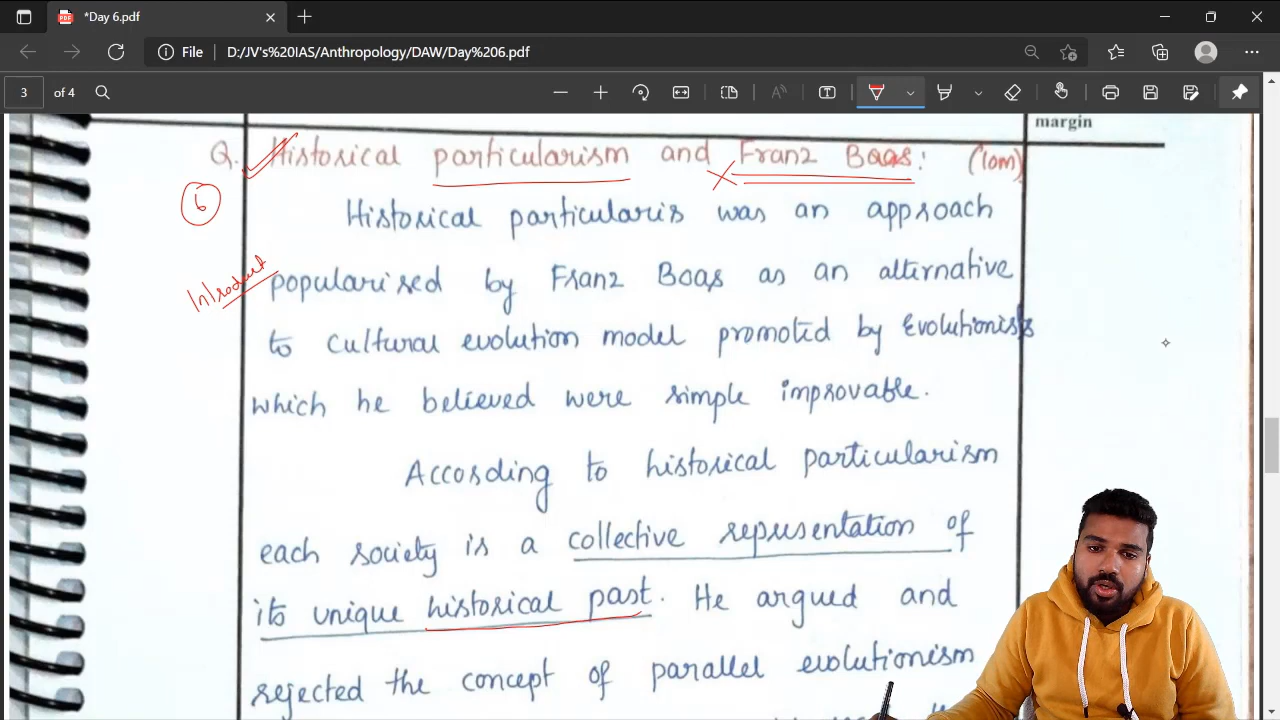 *Day 6.pdf
File D:/JV's%20IAS/Anthropology/DAW/Day%206.pdf
3 of 4
margin
Q. Historical particularism and Franz Boas: (10m)
6
Historical particularis was an approach
Introduct
popularised by Franz Boas as an alternative
to cultural evolution model promoted by Evolutionists
which he believed were simple improvable.
According to historical particularism
each society is a collective representation of
its unique historical past. He argued and
rejected the concept of parallel evolutionism